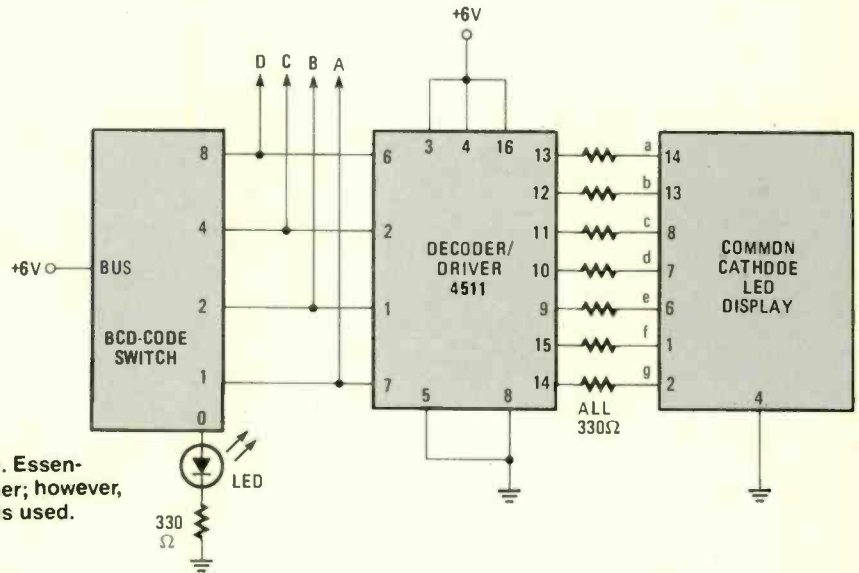 +6V
D C B A
8
4
2
1
0
+6V
BUS
BCD-CODE
SWITCH
6
2
1
7
3 4 16
DECODER/
DRIVER
4511
5 8
13
12
11
10
9
15
14
a
b
c
d
e
f
g
ALL
330Ω
14
13
8
7
6
1
2
COMMON
CATHODE
LED
DISPLAY
4
LED
330
Ω
. Essen-
er; however,
is used.